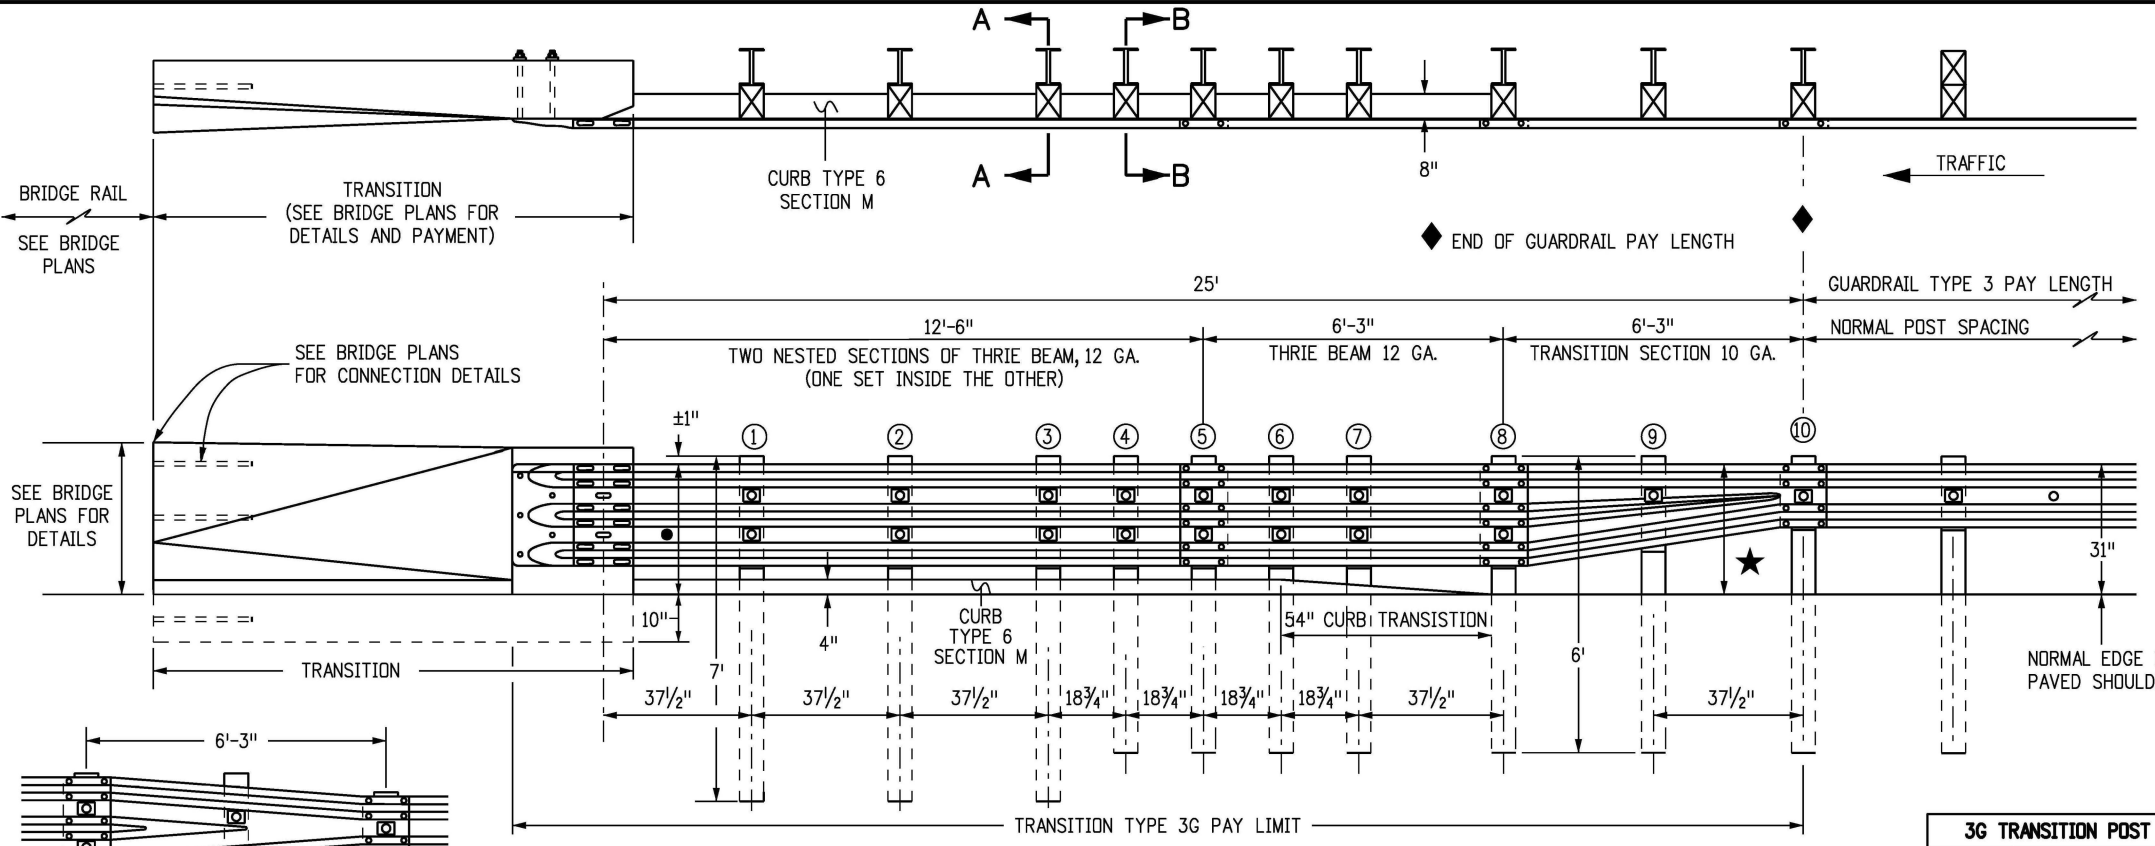 A
B
A
B
BRIDGE RAIL
SEE BRIDGE
PLANS
TRANSITION
(SEE BRIDGE PLANS FOR
DETAILS AND PAYMENT)
CURB TYPE 6
SECTION M
8"
TRAFFIC
END OF GUARDRAIL PAY LENGTH
25'
GUARDRAIL TYPE 3 PAY LENGTH
12'-6"
TWO NESTED SECTIONS OF THRIE BEAM, 12 GA.
(ONE SET INSIDE THE OTHER)
6'-3"
THRIE BEAM 12 GA.
6'-3"
TRANSITION SECTION 10 GA.
NORMAL POST SPACING
SEE BRIDGE PLANS
FOR CONNECTION DETAILS
±1"
1
2
3
4
5
6
7
8
9
10
SEE BRIDGE
PLANS FOR
DETAILS
31"
10"
4"
CURB
TYPE 6
SECTION M
54" CURB TRANSISTION
7'
6'
NORMAL EDGE
PAVED SHOULD
TRANSITION
37½"
37½"
37½"
18¾"
18¾"
18¾"
18¾"
37½"
37½"
6'-3"
TRANSITION TYPE 3G PAY LIMIT
3G TRANSITION POST